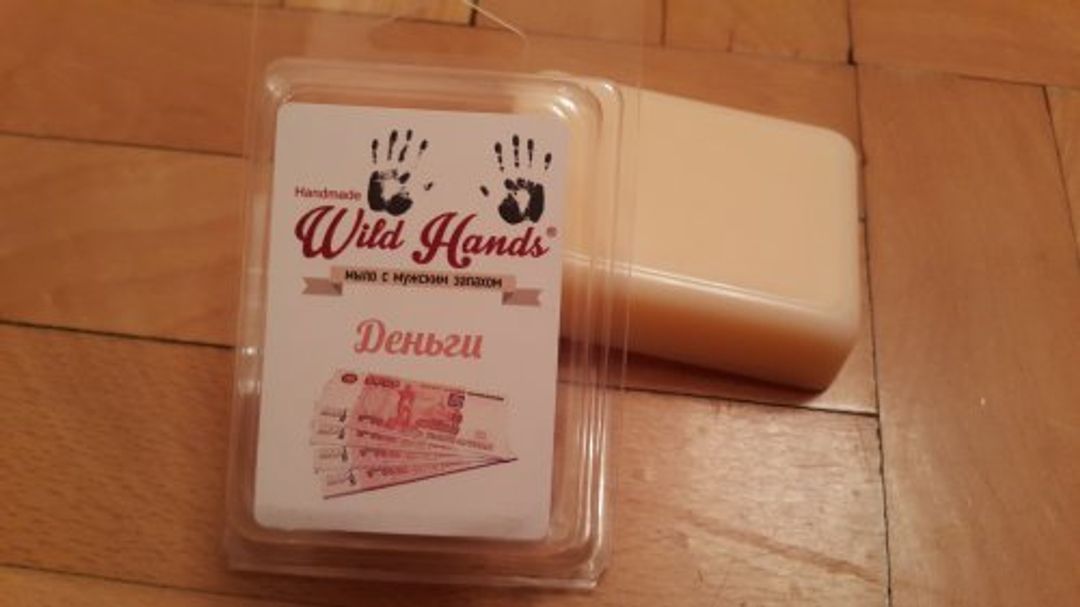 Handmade
Wild Hands®
мыло с мужским запахом
Деньги